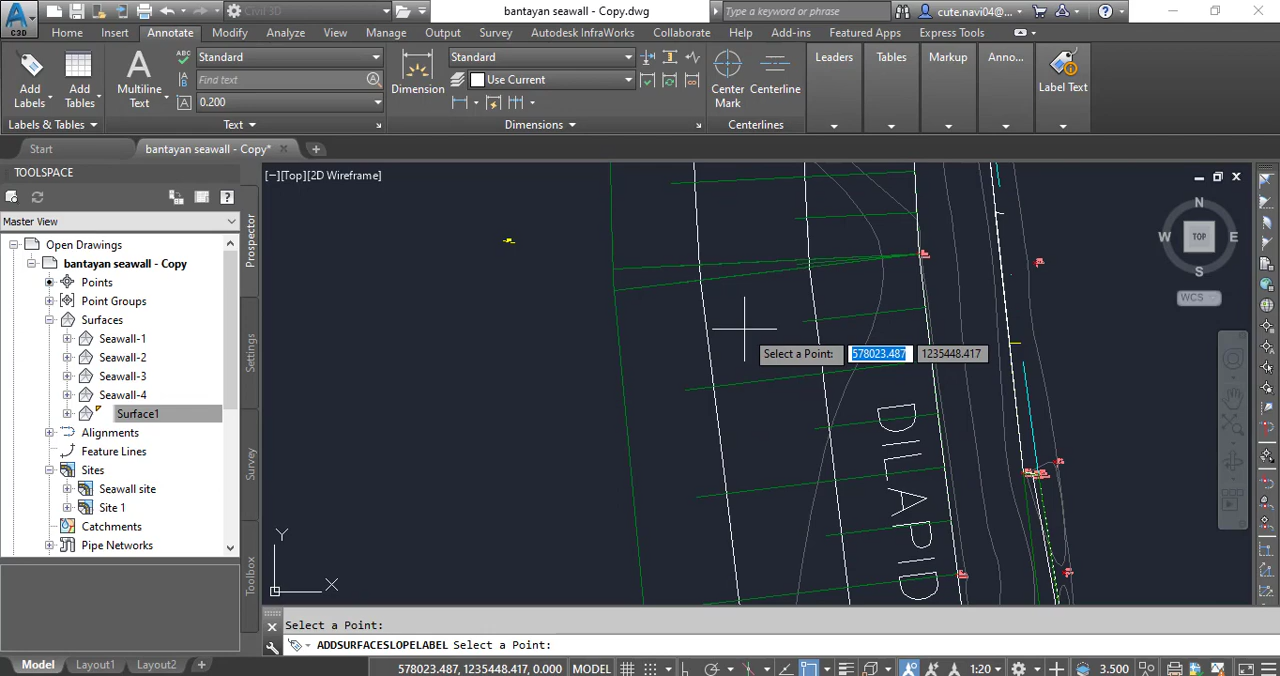 C3D
Civil 3D
bantayan seawall - Copy.dwg
Type a keyword or phrase
cute.navi04@...
Home Insert Annotate Modify Analyze View Manage Output Survey Autodesk InfraWorks Collaborate Help Add-ins Featured Apps Express Tools
Add Labels
Add Tables
Multiline Text
ABC
Standard
Find text
0.200
Dimension
Standard
Use Current
Center Mark
Centerline
Leaders
Tables
Markup
Anno...
Label Text
Labels & Tables
Text
Dimensions
Centerlines
Start
bantayan seawall - Copy*
TOOLSPACE
Master View
Open Drawings
bantayan seawall - Copy
Points
Point Groups
Surfaces
Seawall-1
Seawall-2
Seawall-3
Seawall-4
Surface1
Alignments
Feature Lines
Sites
Seawall site
Site 1
Catchments
Pipe Networks
Prospector
Settings
Survey
Toolbox
[−][Top][2D Wireframe]
N
W TOP E
S
WCS
Select a Point: 578023.487 1235448.417
DILAPID
Y
X
Select a Point:
ADDSURFACESLOPELABEL Select a Point:
Model Layout1 Layout2 +
578023.487, 1235448.417, 0.000 MODEL 1:20 3.500